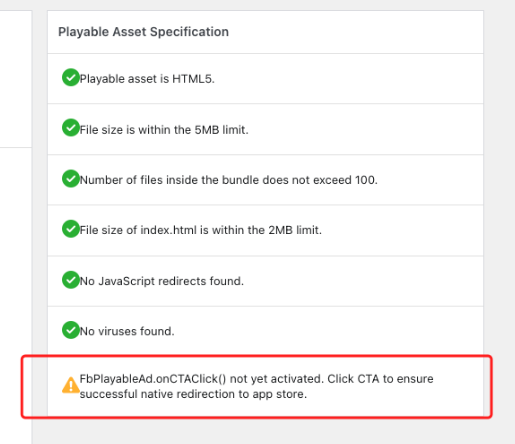 Playable Asset Specification
Playable asset is HTML5.
File size is within the 5MB limit.
Number of files inside the bundle does not exceed 100.
File size of index.html is within the 2MB limit.
No JavaScript redirects found.
No viruses found.
FbPlayableAd.onCTAClick() not yet activated. Click CTA to ensure
successful native redirection to app store.